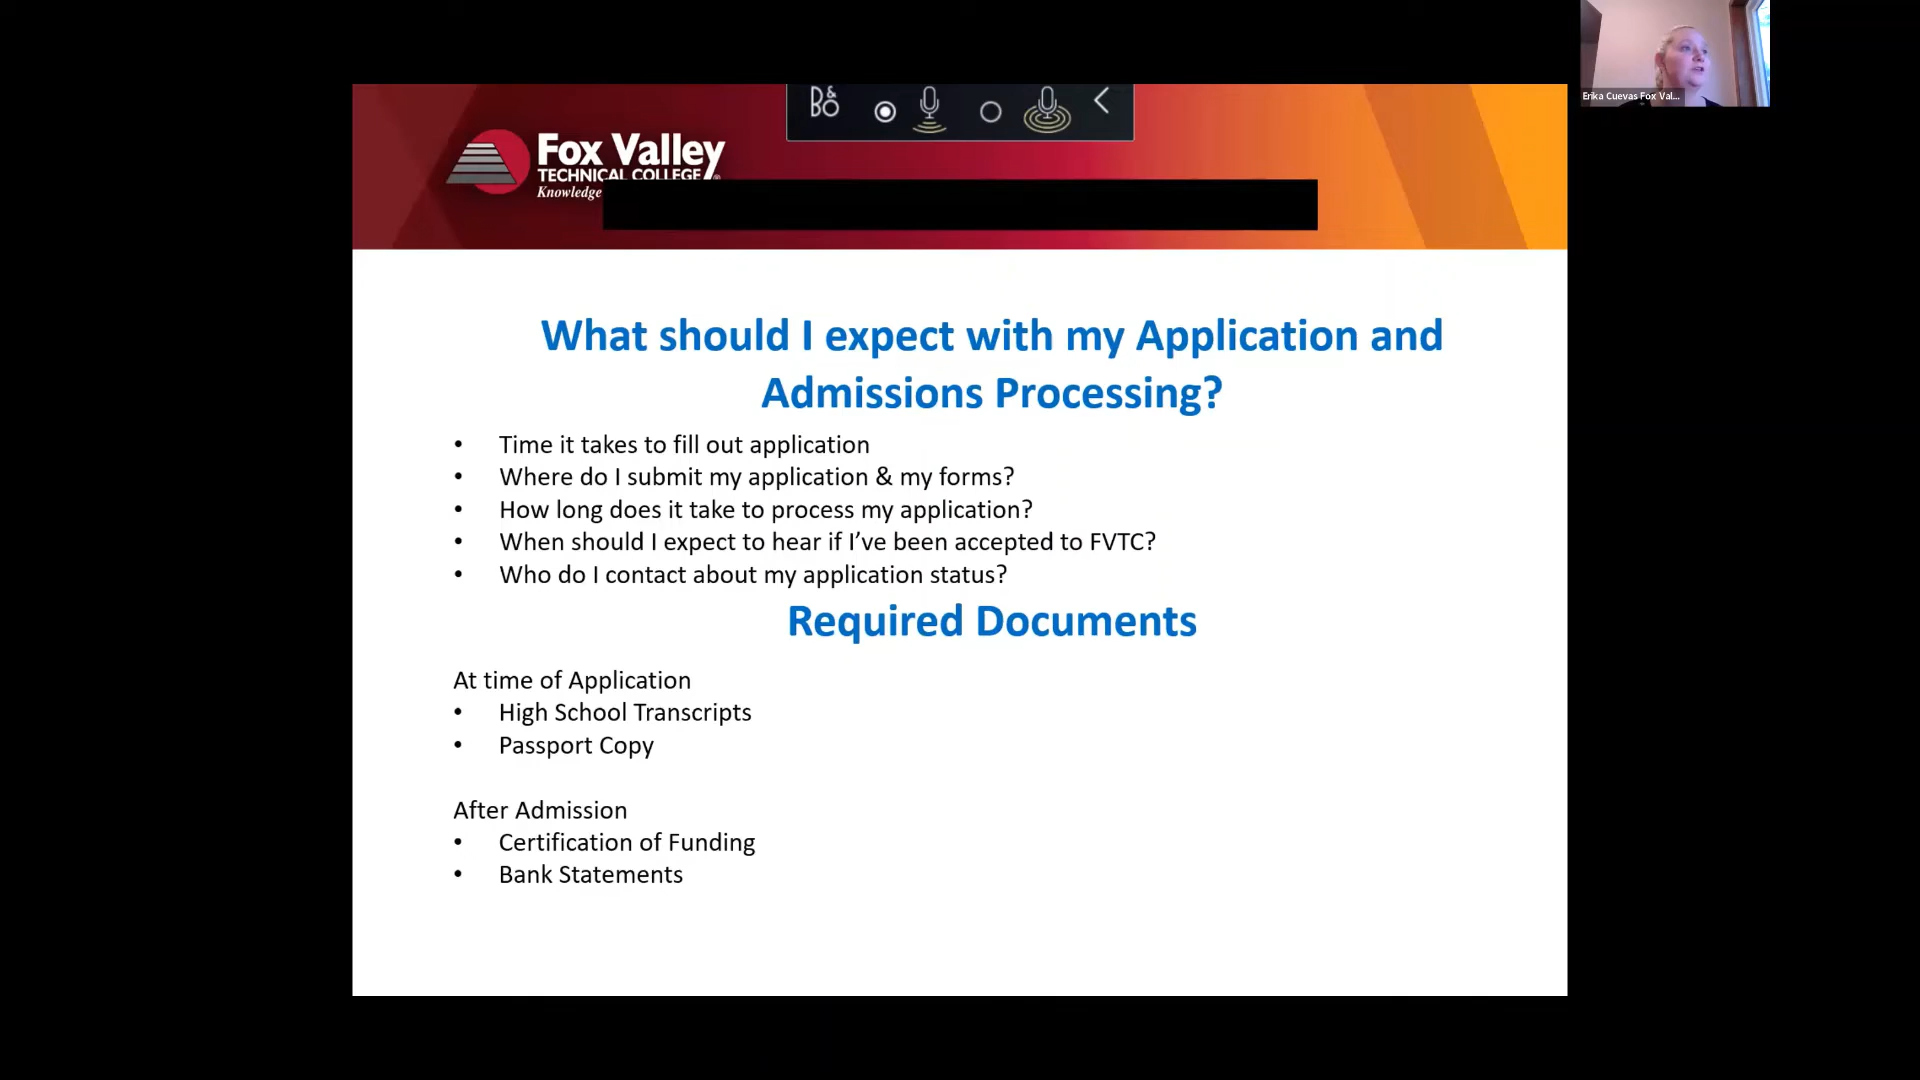 B&
BO
Fox Valley
TECHNICAL COLLEGE
Knowledge
Erika Cuevas Fox Val...
What should I expect with my Application and
Admissions Processing?
• Time it takes to fill out application
• Where do I submit my application & my forms?
• How long does it take to process my application?
• When should I expect to hear if I’ve been accepted to FVTC?
• Who do I contact about my application status?
Required Documents
At time of Application
• High School Transcripts
• Passport Copy
After Admission
• Certification of Funding
• Bank Statements